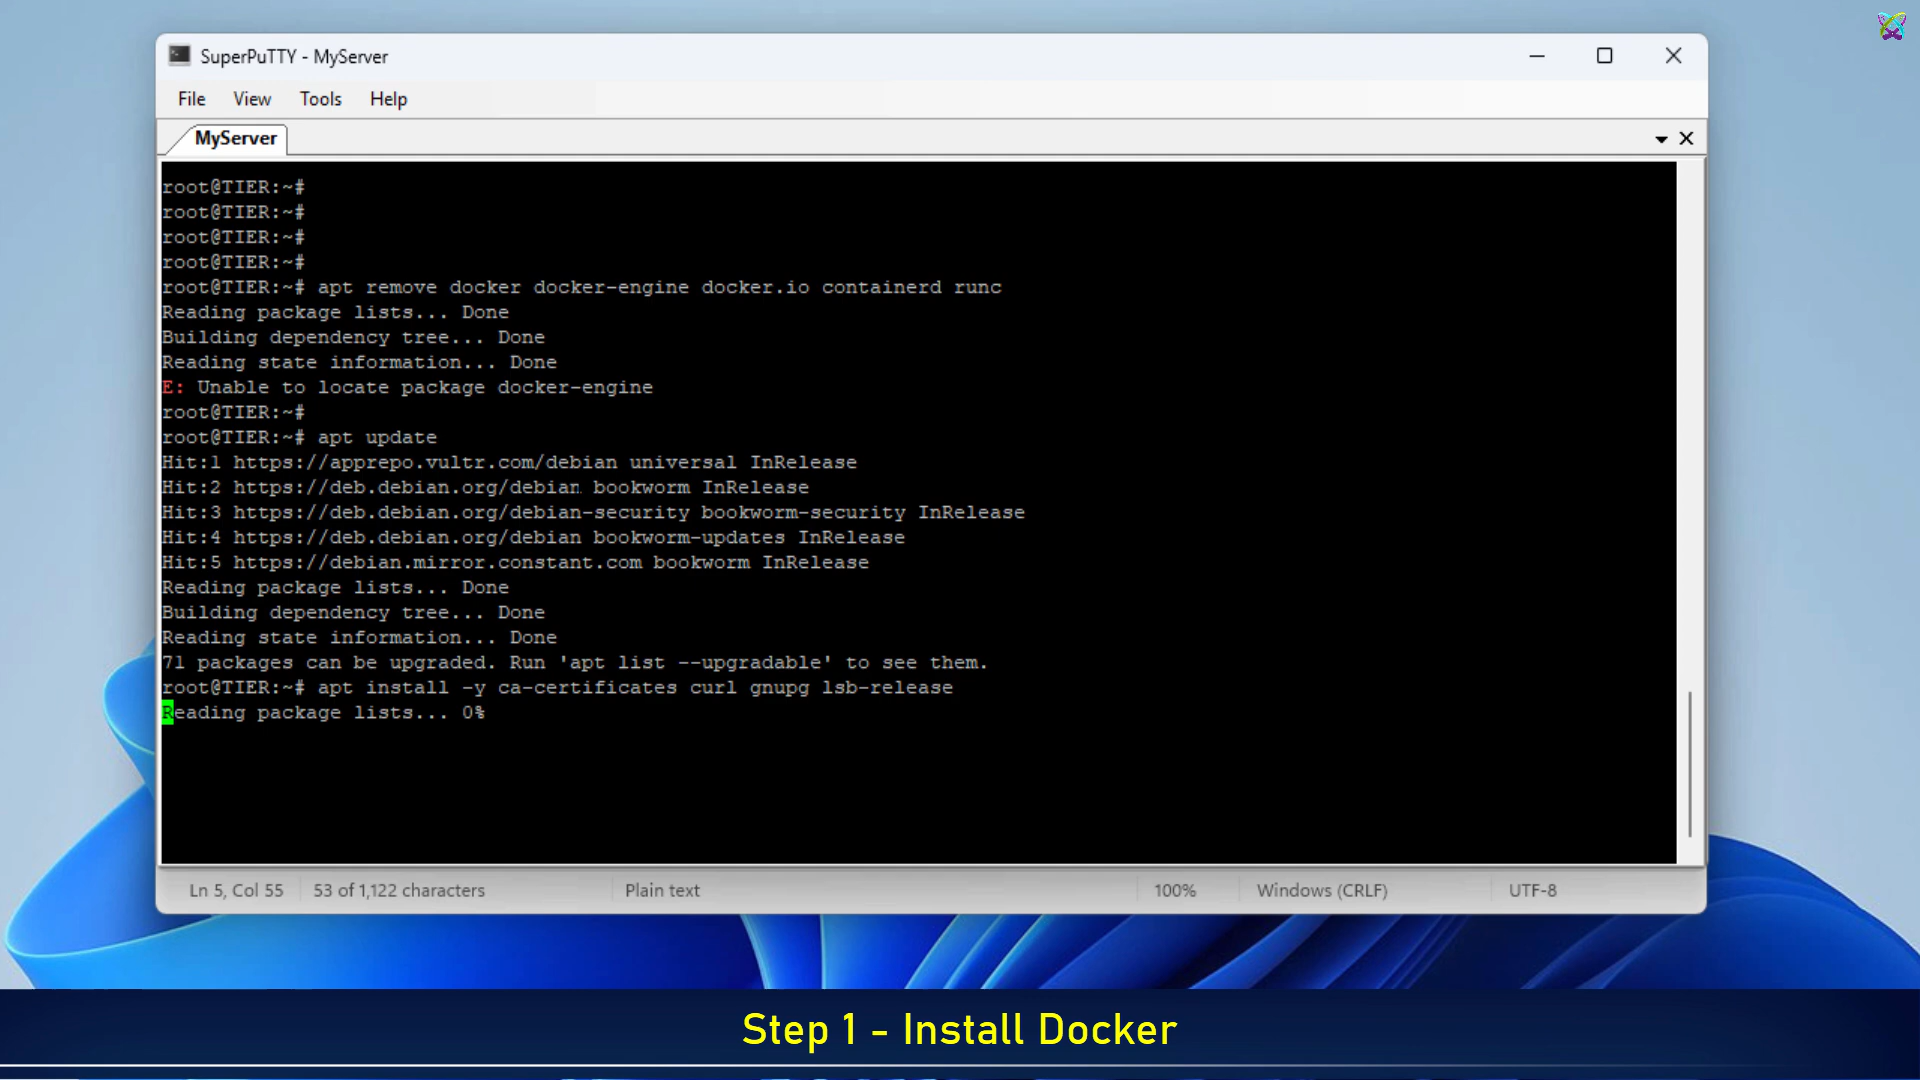 SuperPuTTY - MyServer
File View Tools Help
MyServer
root@TIER:~#
root@TIER:~#
root@TIER:~#
root@TIER:~#
root@TIER:~# apt remove docker docker-engine docker.io containerd runc
Reading package lists... Done
Building dependency tree... Done
Reading state information... Done
E: Unable to locate package docker-engine
root@TIER:~#
root@TIER:~# apt update
Hit:1 https://apprepo.vultr.com/debian universal InRelease
Hit:2 https://deb.debian.org/debian bookworm InRelease
Hit:3 https://deb.debian.org/debian-security bookworm-security InRelease
Hit:4 https://deb.debian.org/debian bookworm-updates InRelease
Hit:5 https://debian.mirror.constant.com bookworm InRelease
Reading package lists... Done
Building dependency tree... Done
Reading state information... Done
71 packages can be upgraded. Run 'apt list --upgradable' to see them.
root@TIER:~# apt install -y ca-certificates curl gnupg lsb-release
Reading package lists... 0%
Ln 5, Col 55 53 of 1,122 characters Plain text 100% Windows (CRLF) UTF-8
Step 1 - Install Docker